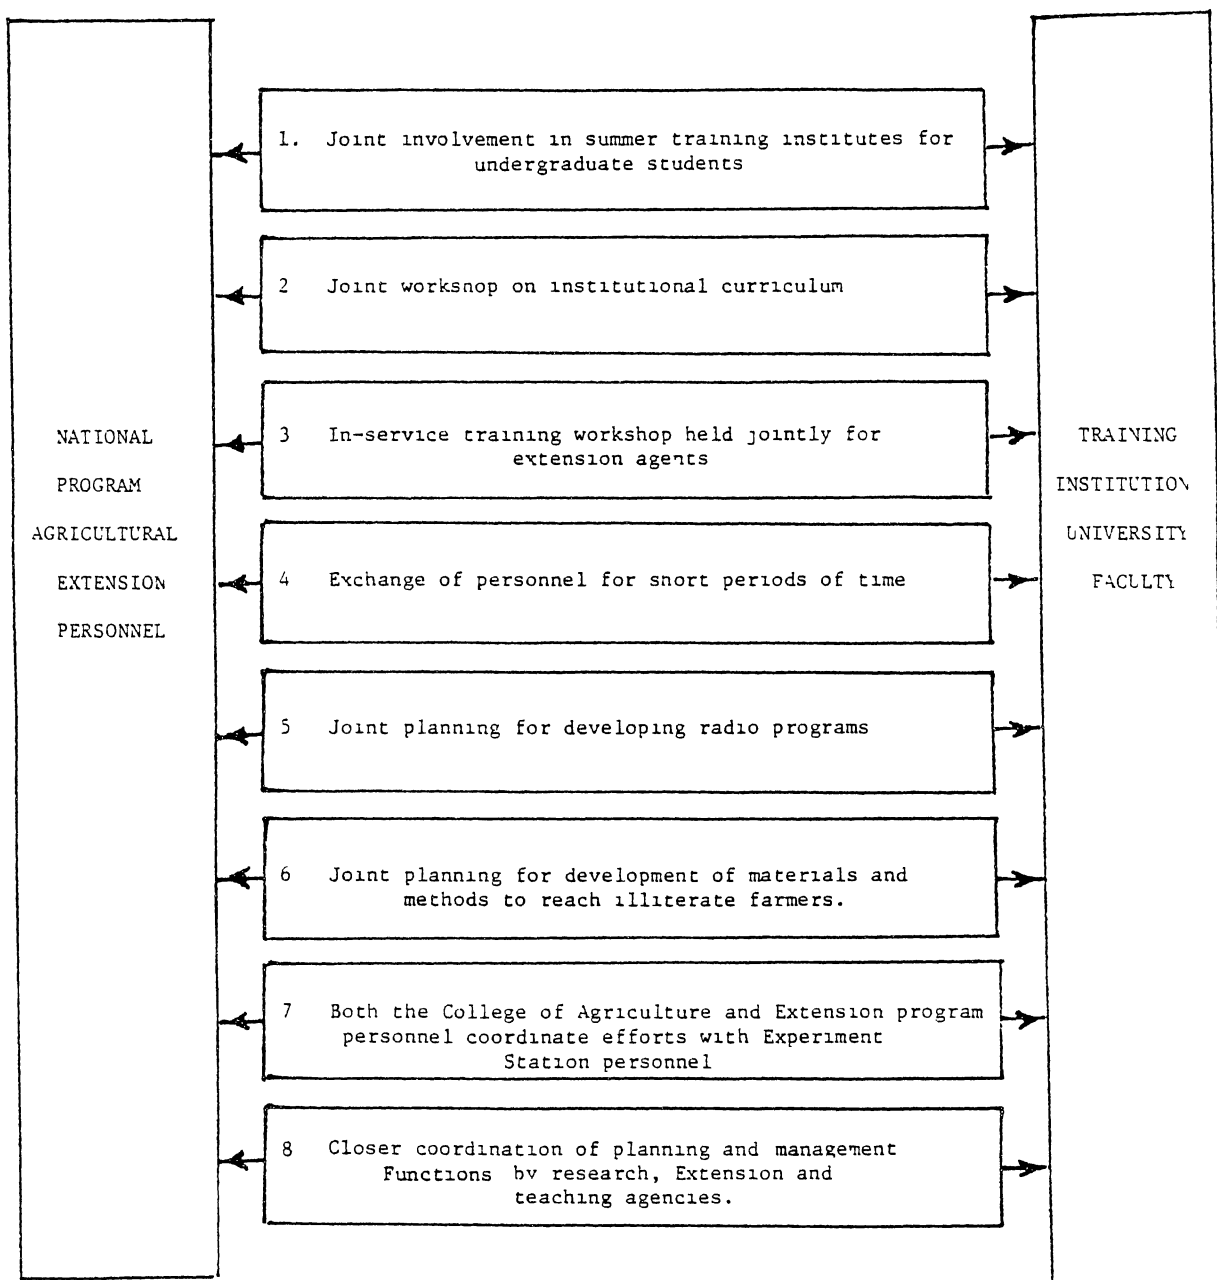 1. Joint involvement in summer training institutes for
undergraduate students
2 Joint worksnop on institutional curriculum
3 In-service training workshop held jointly for
extension agents
NATIONAL
PROGRAM
AGRICULTURAL
EXTENSION
PERSONNEL
TRAINING
INSTITUTION
UNIVERSITY
FACULTY
4 Exchange of personnel for snort periods of time
5 Joint planning for developing radio programs
6 Joint planning for development of materials and
methods to reach illiterate farmers.
7 Both the College of Agriculture and Extension program
personnel coordinate efforts with Experiment
Station personnel
8 Closer coordination of planning and management
Functions by research, Extension and
teaching agencies.